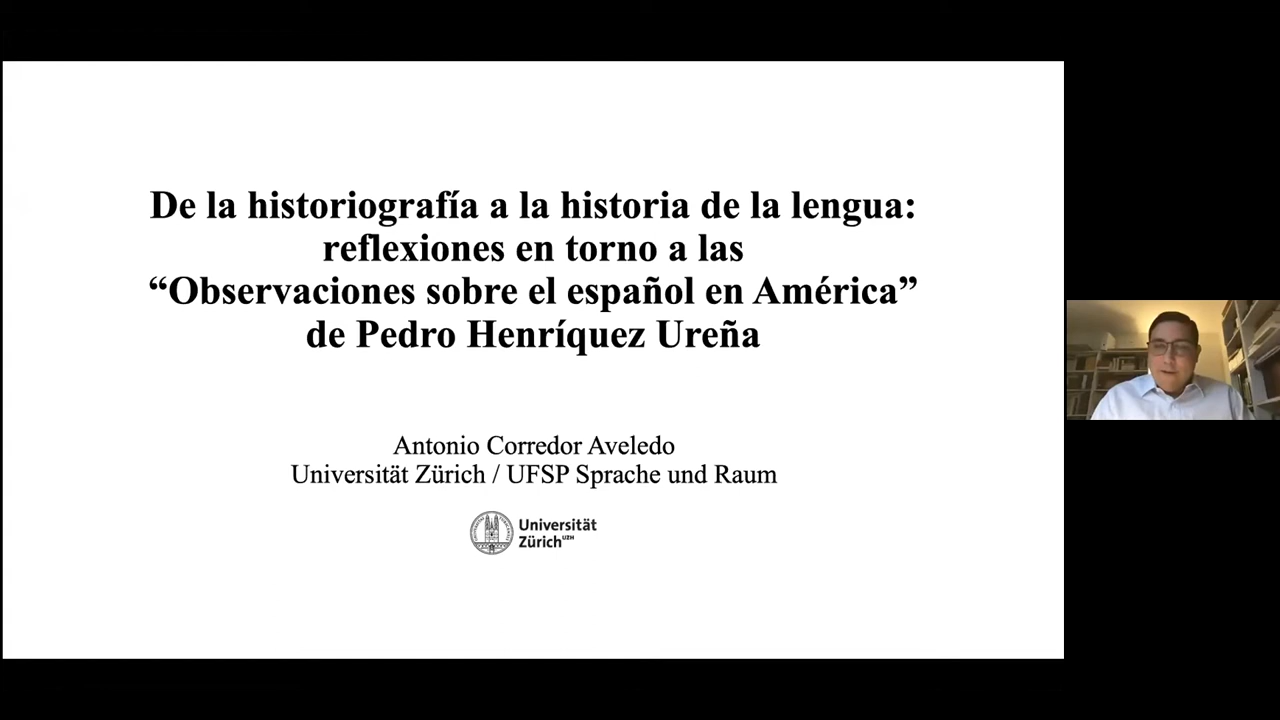 De la historiografía a la historia de la lengua:
reflexiones en torno a las
“Observaciones sobre el español en América”
de Pedro Henríquez Ureña
Antonio Corredor Aveledo
Universität Zürich / UFSP Sprache und Raum
Universität
Zürich UZH